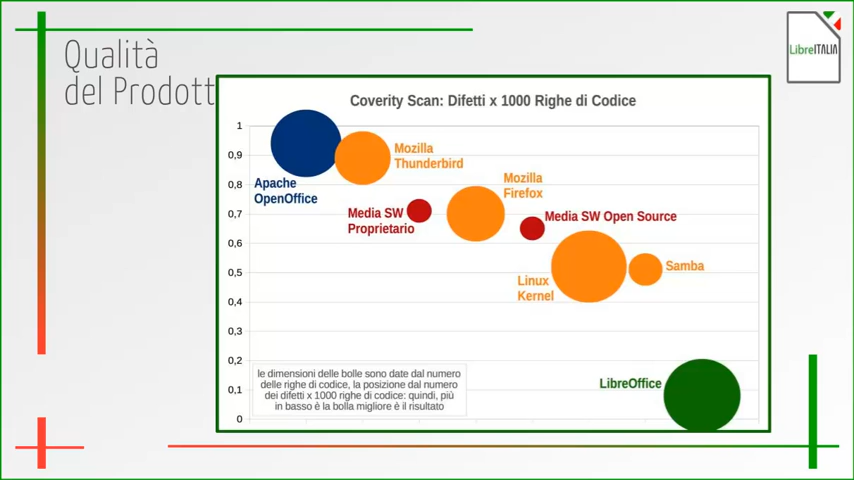 Qualità
del Prodott
LibreITALIA
Coverity Scan: Difetti x 1000 Righe di Codice
1
0,9
0,8
0,7
0,6
0,5
0,4
0,3
0,2
0,1
0
Apache
OpenOffice
Mozilla
Thunderbird
Media SW
Proprietario
Mozilla
Firefox
Media SW Open Source
Linux
Kernel
Samba
LibreOffice
le dimensioni delle bolle sono date dal numero
delle righe di codice, la posizione dal numero
dei difetti x 1000 righe di codice: quindi, più
in basso è la bolla migliore è il risultato